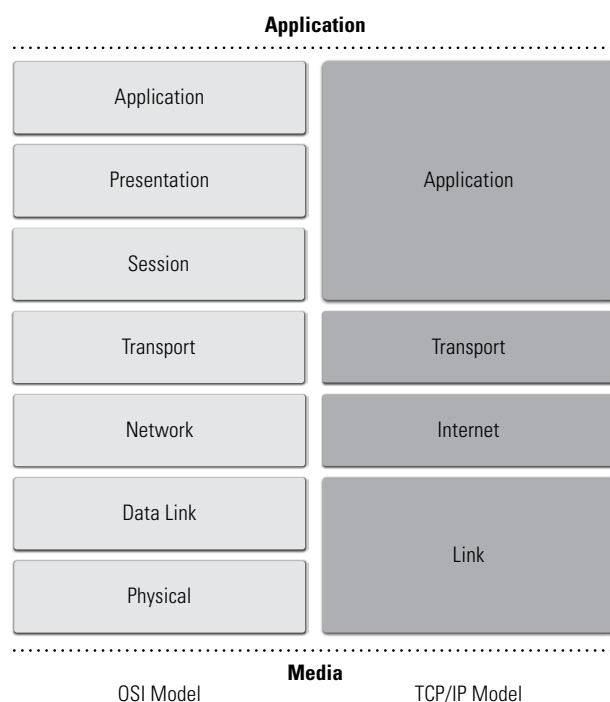 Application
Application
Presentation
Application
Session
Transport
Transport
Network
Internet
Data Link
Link
Physical
Media
OSI Model
TCP/IP Model